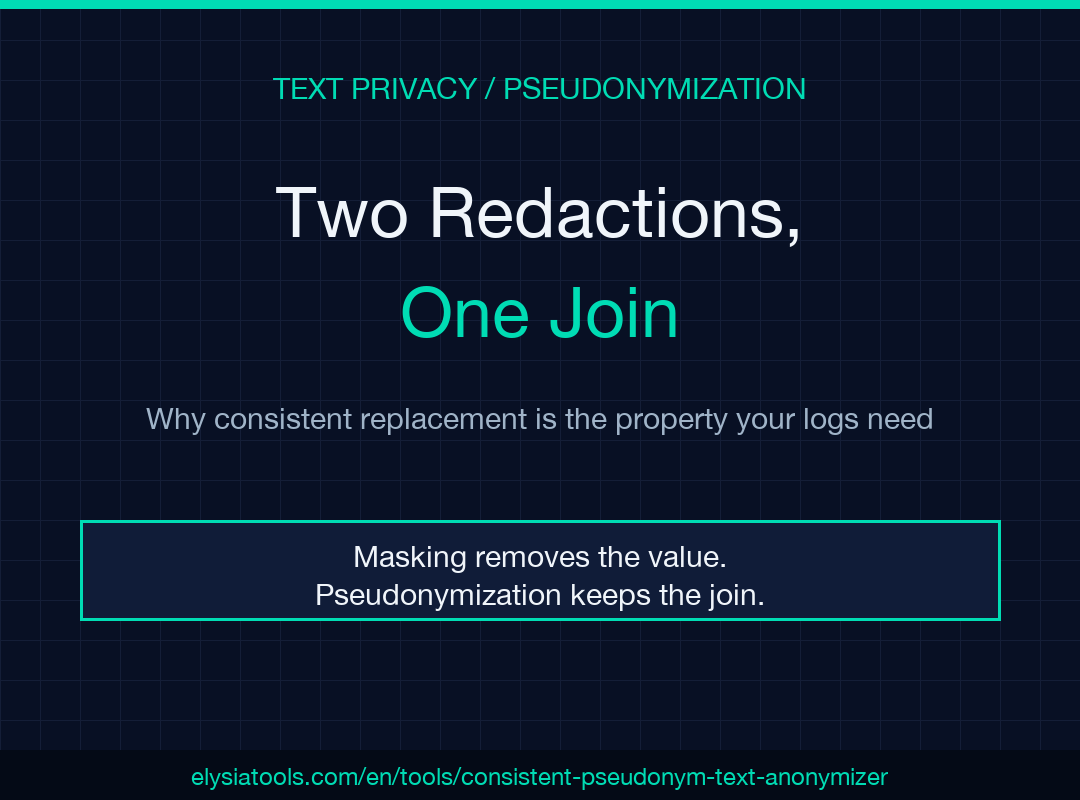 TEXT PRIVACY / PSEUDONYMIZATION
Two Redactions,
One Join
Why consistent replacement is the property your logs need
Masking removes the value.
Pseudonymization keeps the join.
elysiatools.com/en/tools/consistent-pseudonym-text-anonymizer